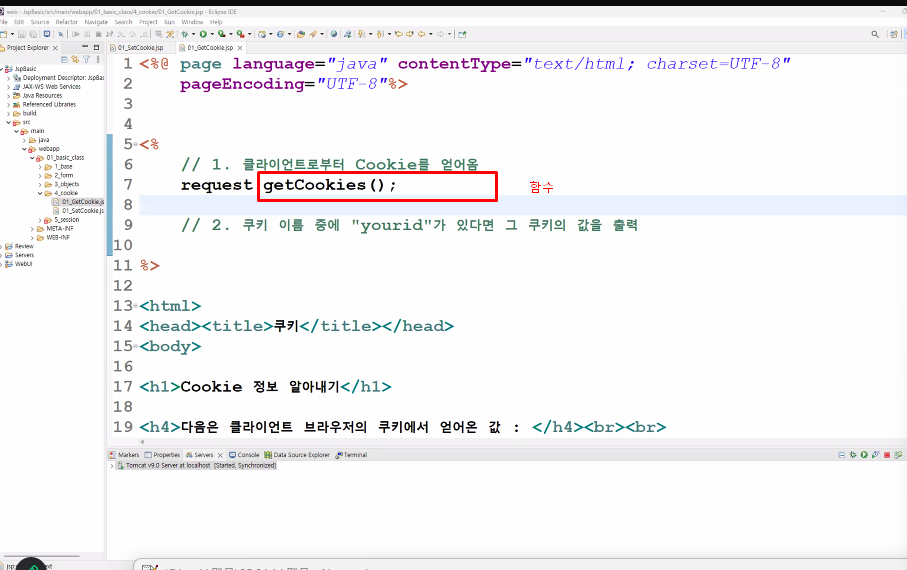 web - JspBasic/src/main/webapp/01_basic_class/4_cookie/01_GetCookie.jsp - Eclipse IDE
File Edit Source Refactor Navigate Search Project Run Window Help
Project Explorer
01_SetCookie.jsp
01_GetCookie.jsp
JspBasic
Deployment Descriptor: JspBas
JAX-WS Web Services
Java Resources
Referenced Libraries
build
src
main
java
webapp
01_basic_class
1_base
2_form
3_objects
4_cookie
01_GetCookie.js
01_SetCookie.js
5_session
META-INF
WEB-INF
Review
Servers
WebUI
1 <%@ page language="java" contentType="text/html; charset=UTF-8"
2 pageEncoding="UTF-8"%>
3
4
5 <%
6 // 1. 클라이언트로부터 Cookie를 얻어옴
7 request getCookies(); 함수
8
9 // 2. 쿠키 이름 중에 "yourid"가 있다면 그 쿠키의 값을 출력
10
11 %>
12
13 <html>
14 <head><title>쿠키</title></head>
15 <body>
16
17 <h1>Cookie 정보 알아내기</h1>
18
19 <h4>다음은 클라이언트 브라우저의 쿠키에서 얻어온 값 : </h4><br><br>
Markers Properties Servers Console Data Source Explorer Terminal
Tomcat v9.0 Server at localhost [Started, Synchronized]